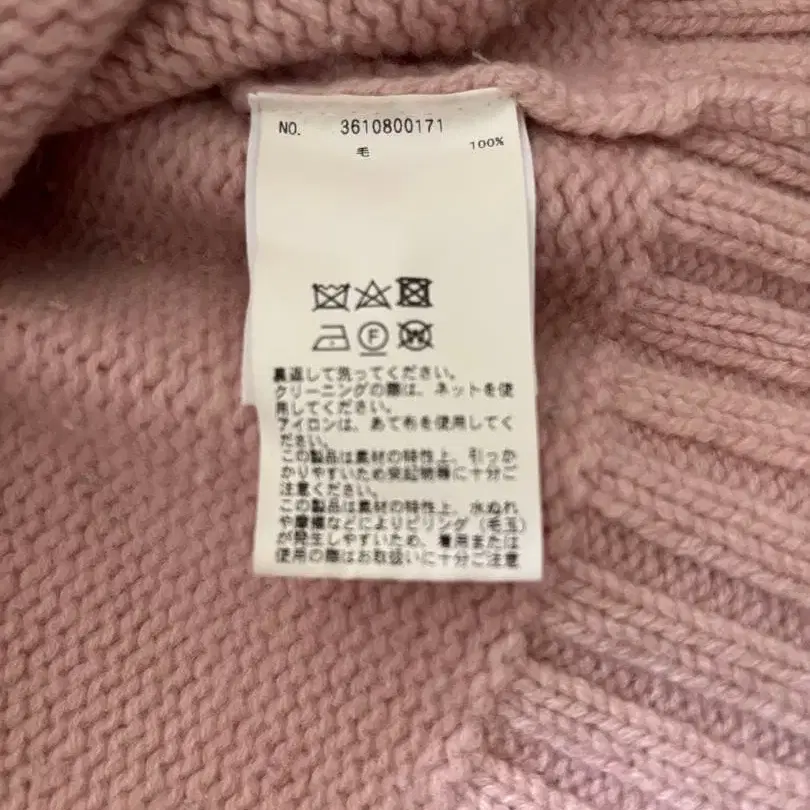 NO. 3610800171
毛 100%
裏返して洗ってください。
クリーニングの際は、ネットを使
用してください。
アイロンは、あて布を使用してく
ださい。
この製品は素材の特性上、引っか
かりやすいため突起物等に十分ご
注意ください。
この製品は素材の特性上、水ぬれ
や摩擦などによりピリング(毛玉)
が発生しやすいため、着用または
使用の際はお取扱いに十分ご注意